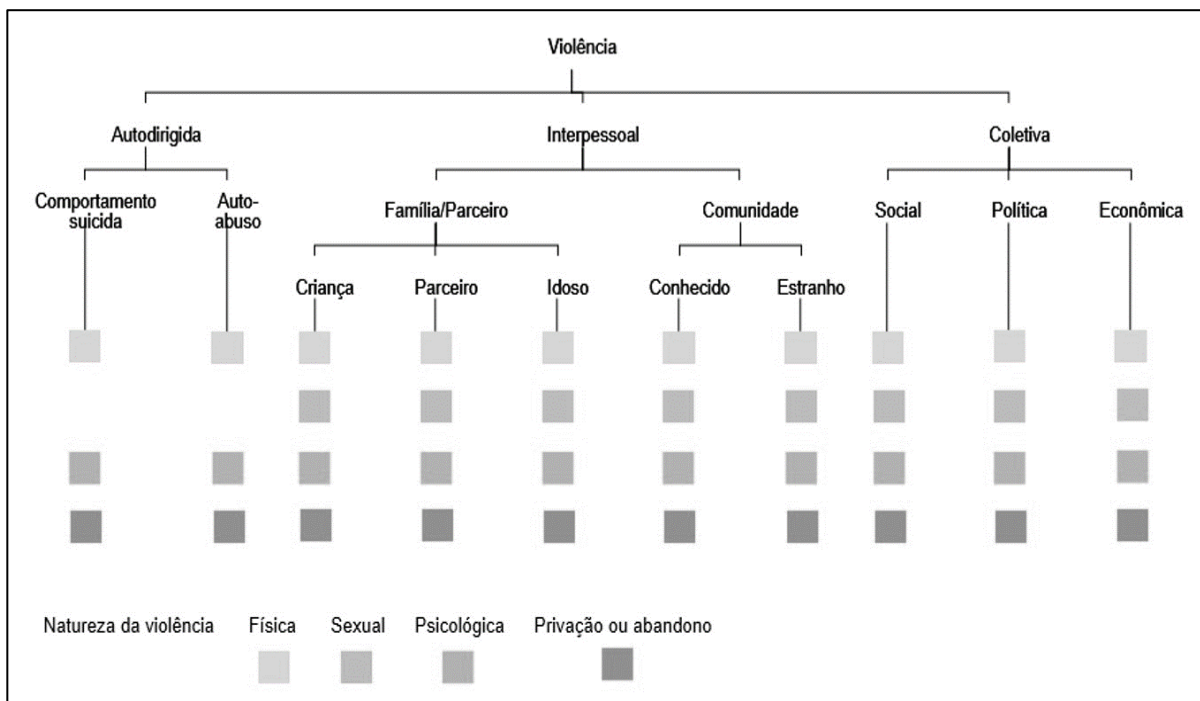 Violência
Autodirigida Interpessoal Coletiva
Comportamento suicida Auto-abuso Família/Parceiro Comunidade Social Política Econômica
Criança Parceiro Idoso Conhecido Estranho
Natureza da violência Física Sexual Psicológica Privação ou abandono